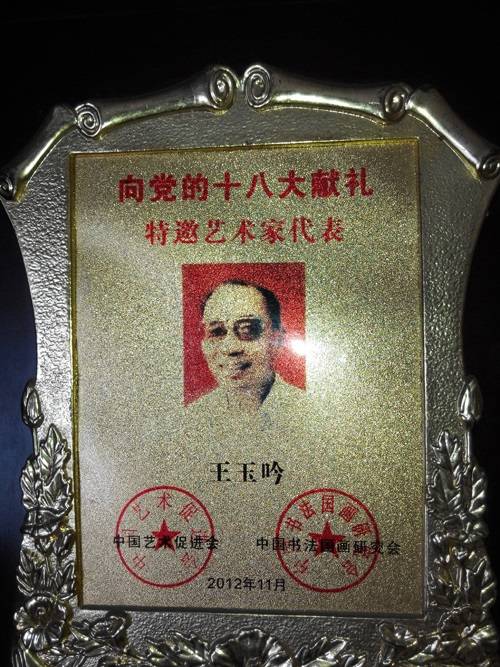 向党的十八大献礼
特邀艺术家代表
王玉吟
中国艺术促进会
中国书法国画研究会
2012年11月